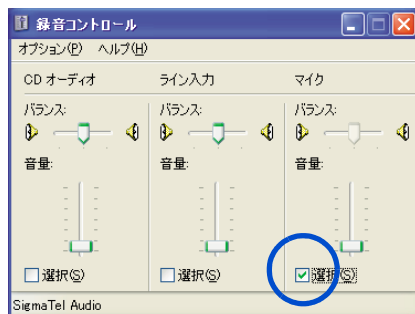 録音コントロール
オプション(P) ヘルプ(H)
CD オーディオ ライン入力 マイク
バランス: バランス: バランス:
音量: 音量: 音量:
選択(S) 選択(S) 選択(S)
SigmaTel Audio